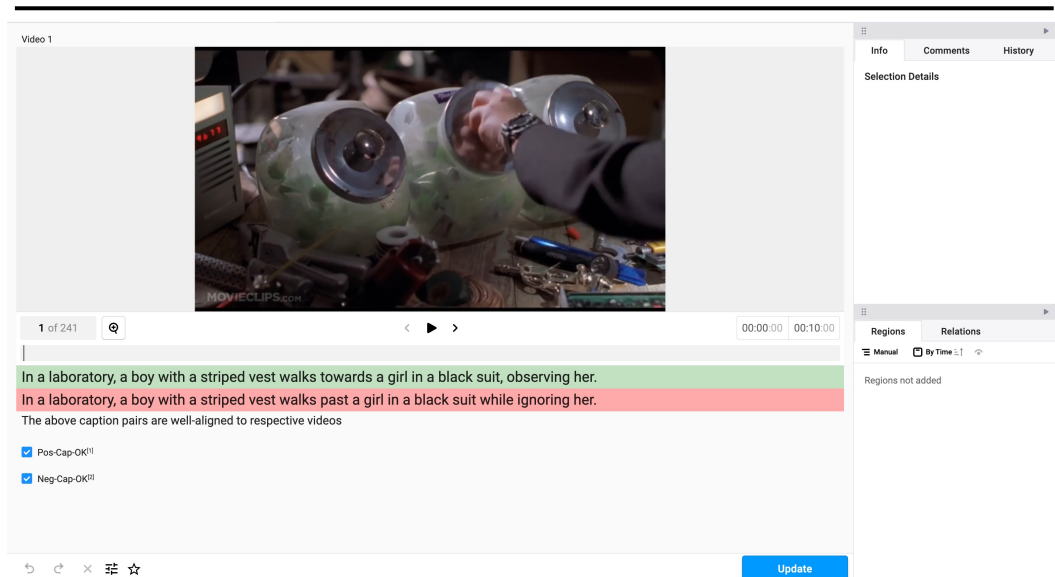 Video 1
MOVIECLIPS.COM
1 of 241
00:00:00 00:10:00
In a laboratory, a boy with a striped vest walks towards a girl in a black suit, observing her.
In a laboratory, a boy with a striped vest walks past a girl in a black suit while ignoring her.
The above caption pairs are well-aligned to respective videos
Pos-Cap-OK[1]
Neg-Cap-OK[2]
Update
Info Comments History
Selection Details
Regions Relations
Manual By Time
Regions not added